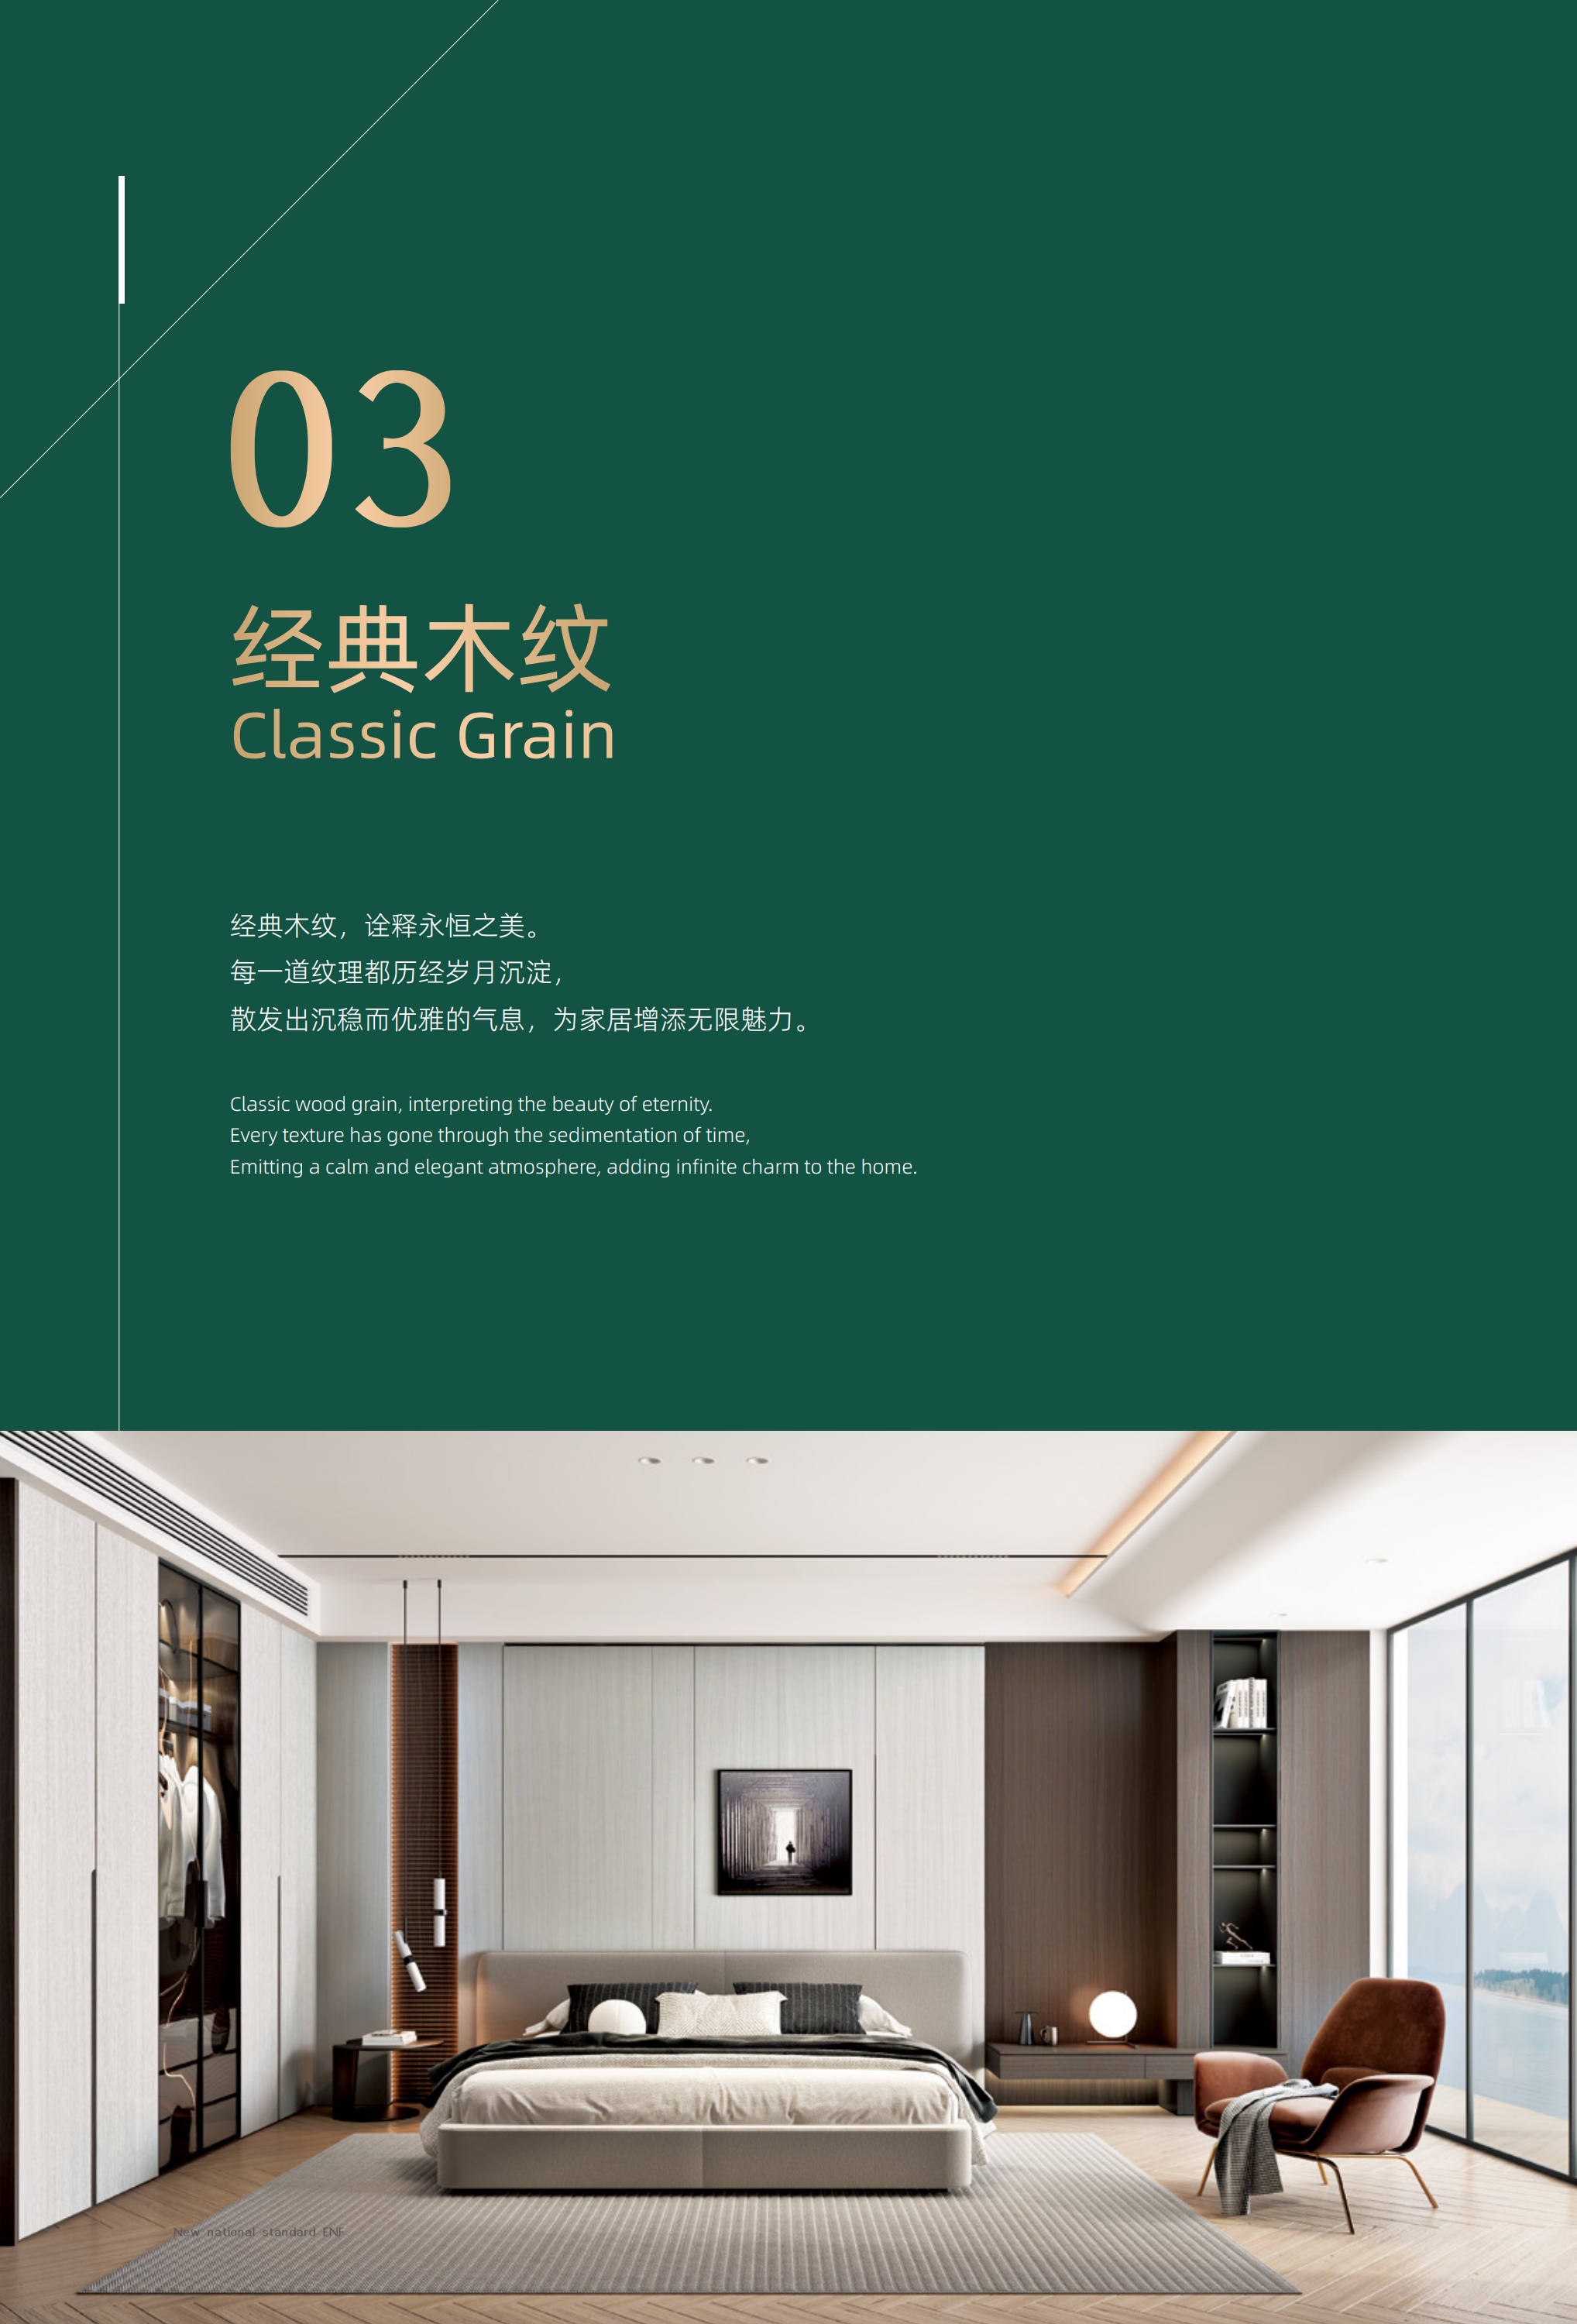 03
经典木纹
Classic Grain
经典木纹，诠释永恒之美。
每一道纹理都历经岁月沉淀，
散发出沉稳而优雅的气息，为家居增添无限魅力。
Classic wood grain, interpreting the beauty of eternity.
Every texture has gone through the sedimentation of time,
Emitting a calm and elegant atmosphere, adding infinite charm to the home.
New national standard ENF